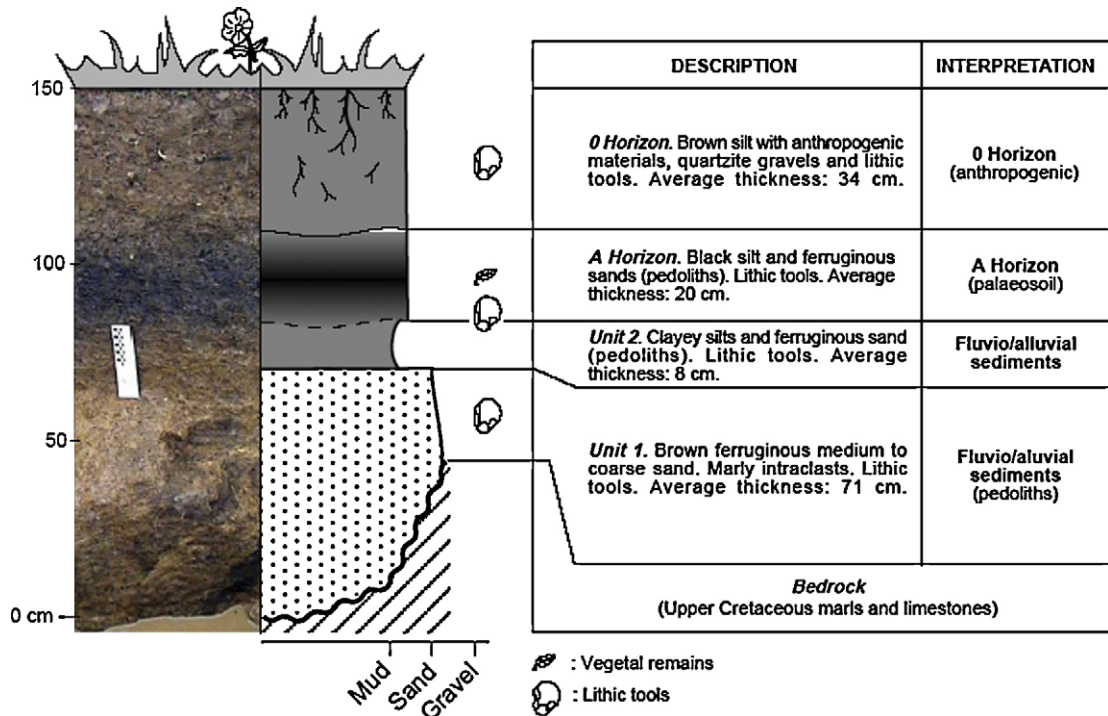 DESCRIPTION
INTERPRETATION
150
0 Horizon. Brown silt with anthropogenic
materials, quartzite gravels and lithic
tools. Average thickness: 34 cm.
0 Horizon
(anthropogenic)
100
A Horizon. Black silt and ferruginous
sands (pedoliths). Lithic tools. Average
thickness: 20 cm.
A Horizon
(palaeosoil)
Unit 2. Clayey silts and ferruginous sand
(pedoliths). Lithic tools. Average
thickness: 8 cm.
Fluvio/alluvial
sediments
50
Unit 1. Brown ferruginous medium to
coarse sand. Marly intraclasts. Lithic
tools. Average thickness: 71 cm.
Fluvio/aluvial
sediments
(pedoliths)
Bedrock
(Upper Cretaceous marls and limestones)
0 cm
Mud
Sand
Gravel
: Vegetal remains
: Lithic tools